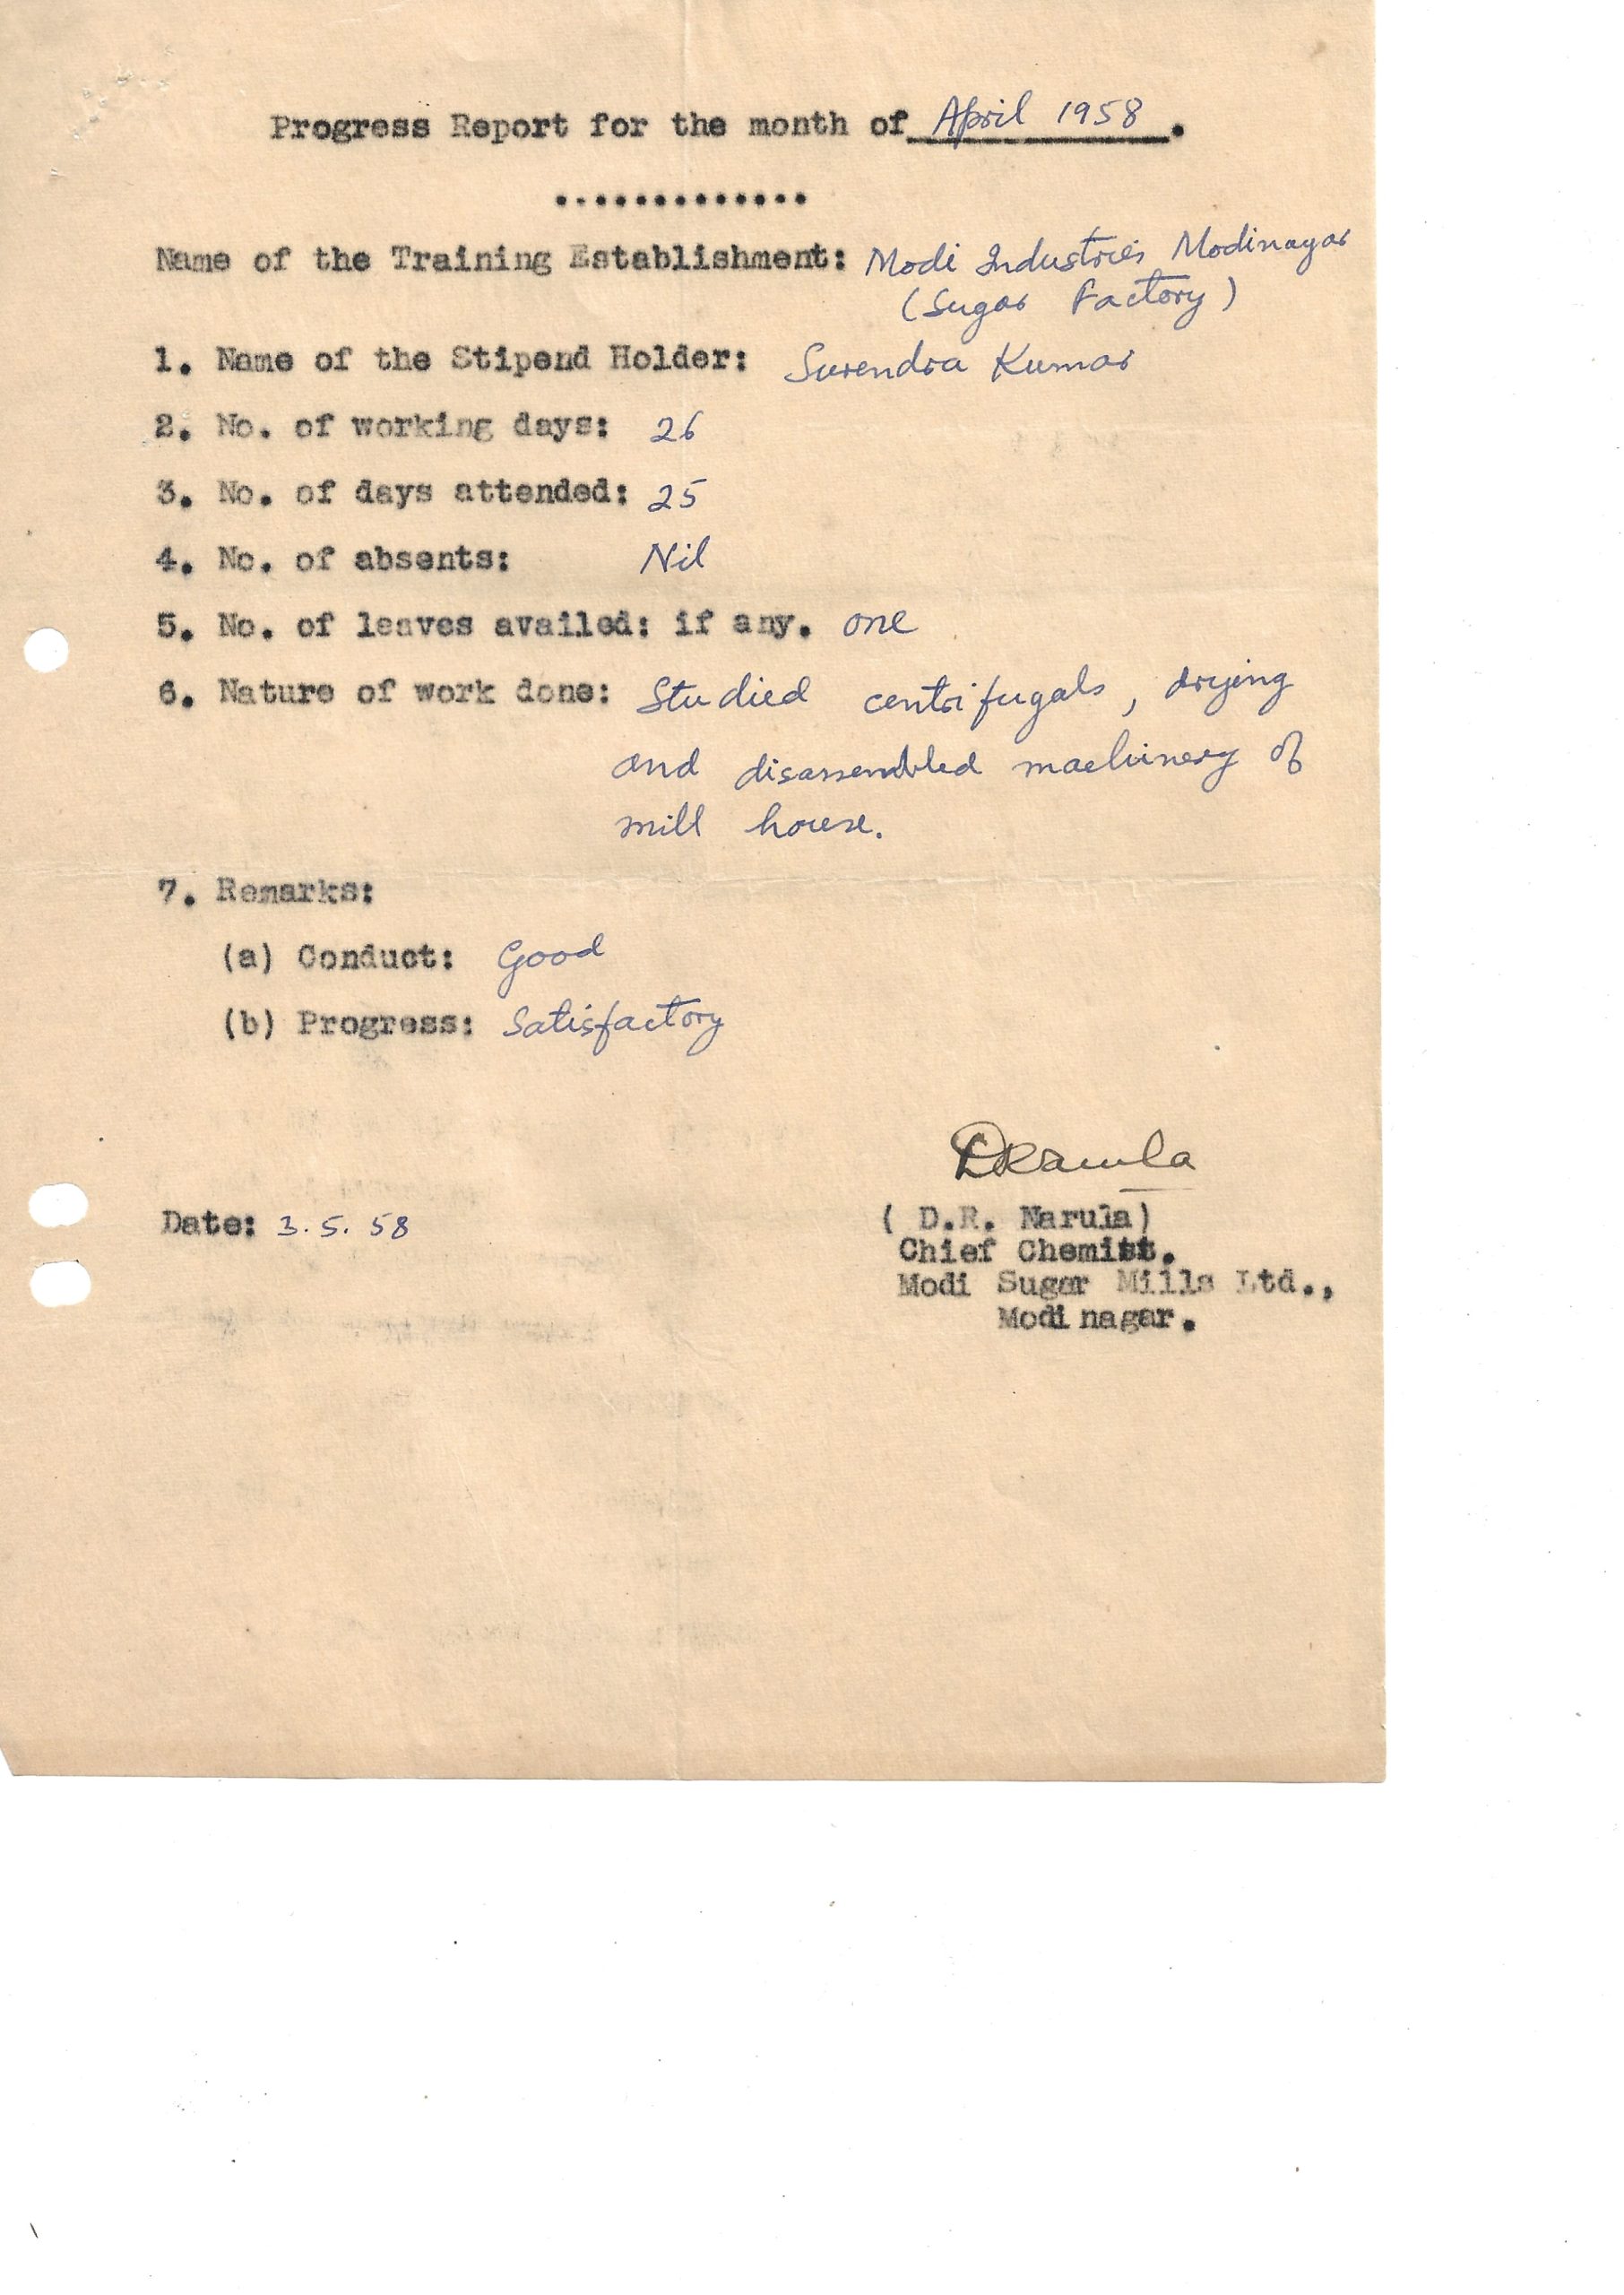 Progress Report for the month of April 1958.
.............
Name of the Training Establishment: Modi Industries Modinagar
(Sugar Factory)
1. Name of the Stipend Holder: Surendra Kumar
2. No. of working days: 26
3. No. of days attended: 25
4. No. of absents: Nil
5. No. of leaves availed: if any. one
6. Nature of work done: Studied centrifugals, drying
and disassembled machinery of
mill house.
7. Remarks:
(a) Conduct: Good
(b) Progress: Satisfactory
DRNarula
Date: 3.5.58
( D.R. Narula)
Chief Chemist.
Modi Sugar Mills Ltd.,
Modinagar.